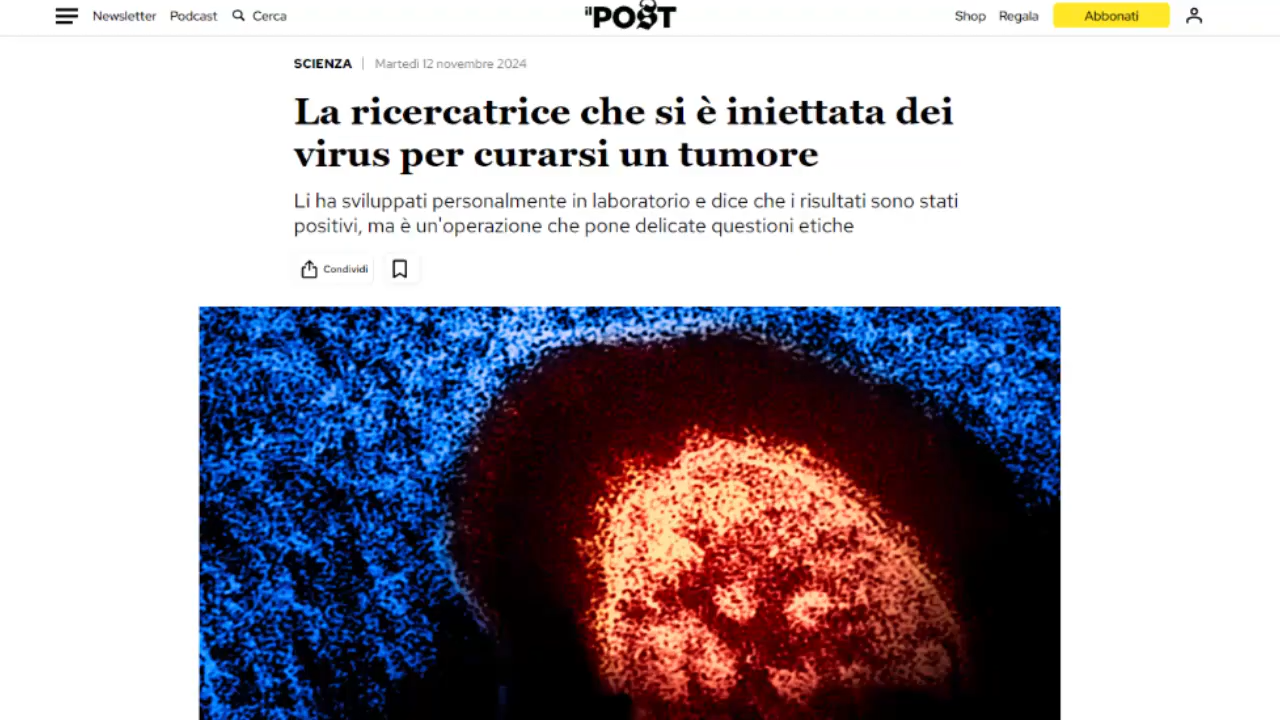 Newsletter Podcast Cerca
ilPOST
Shop Regala Abbonati
SCIENZA | Martedì 12 novembre 2024
La ricercatrice che si è iniettata dei
virus per curarsi un tumore
Li ha sviluppati personalmente in laboratorio e dice che i risultati sono stati
positivi, ma è un'operazione che pone delicate questioni etiche
Condividi